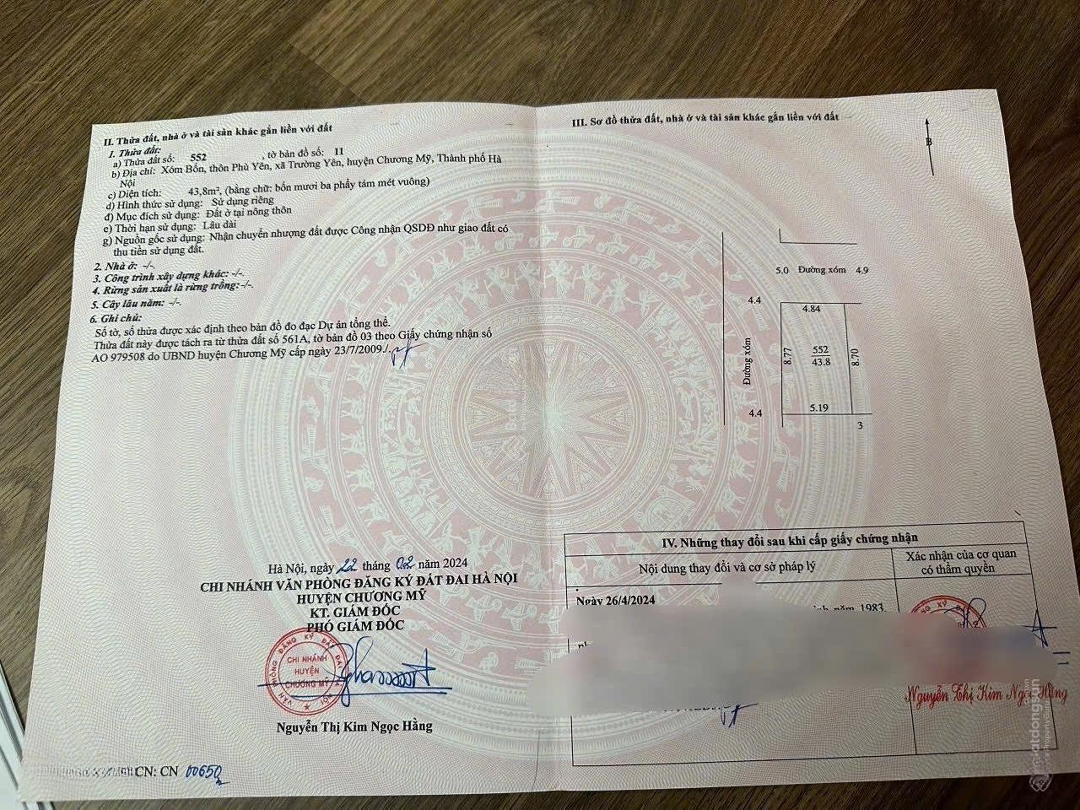 II. Thửa đất, nhà ở và tài sản khác gắn liền với đất
1. Thửa đất:
a) Thửa đất số: 552 , tờ bản đồ số: 11
b) Địa chỉ: Xóm Bốn, thôn Phù Yên, xã Trường Yên, huyện Chương Mỹ, Thành phố Hà
Nội
c) Diện tích: 43,8m², (bằng chữ: bốn mươi ba phẩy tám mét vuông)
d) Hình thức sử dụng: Sử dụng riêng
đ) Mục đích sử dụng: Đất ở tại nông thôn
e) Thời hạn sử dụng: Lâu dài
g) Nguồn gốc sử dụng: Nhận chuyển nhượng đất được Công nhận QSDĐ như giao đất có
thu tiền sử dụng đất.
2. Nhà ở: -/-.
3. Công trình xây dựng khác: -/-.
4. Rừng sản xuất là rừng trồng:-/-.
5. Cây lâu năm: -/-.
6. Ghi chú:
Số tờ, số thửa được xác định theo bản đồ đo đạc Dự án tổng thể.
Thửa đất này được tách ra từ thửa đất số 561A, tờ bản đồ 03 theo Giấy chứng nhận số
AO 979508 do UBND huyện Chương Mỹ cấp ngày 23/7/2009./.
Hà Nội, ngày 22 tháng 02 năm 2024
CHI NHÁNH VĂN PHÒNG ĐĂNG KÝ ĐẤT ĐAI HÀ NỘI
HUYỆN CHƯƠNG MỸ
KT. GIÁM ĐỐC
PHÓ GIÁM ĐỐC
CHI NHÁNH
HUYỆN
CHƯƠNG MỸ
Nguyễn Thị Kim Ngọc Hằng
CN: CN 00650
III. Sơ đồ thửa đất, nhà ở và tài sản khác gắn liền với đất
B
5.0 Đường xóm 4.9
4.4
4.84
Đường xóm
8.77
552
43.8
8.70
4.4
5.19
3
IV. Những thay đổi sau khi cấp giấy chứng nhận
Nội dung thay đổi và cơ sở pháp lý
Xác nhận của cơ quan
có thẩm quyền
Ngày 26/4/2024
năm 1983
Nguyễn Thị Kim Ngọc Hằng